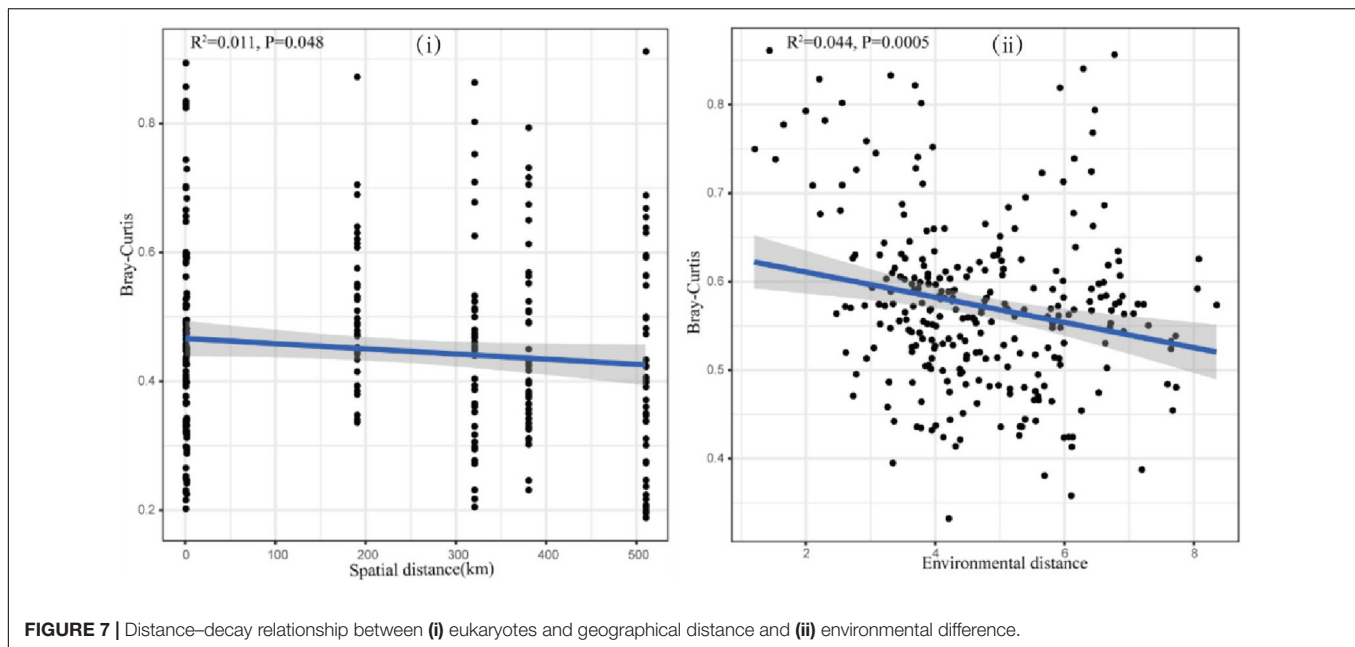 R²=0.011, P=0.048
(i)
Bray-Curtis
0.8
0.6
0.4
0.2
0
100
200
300
400
500
Spatial distance(km)
R²=0.044, P=0.0005
(ii)
Bray-Curtis
0.8
0.7
0.6
0.5
0.4
2
4
6
8
Environmental distance
FIGURE 7 | Distance–decay relationship between (i) eukaryotes and geographical distance and (ii) environmental difference.